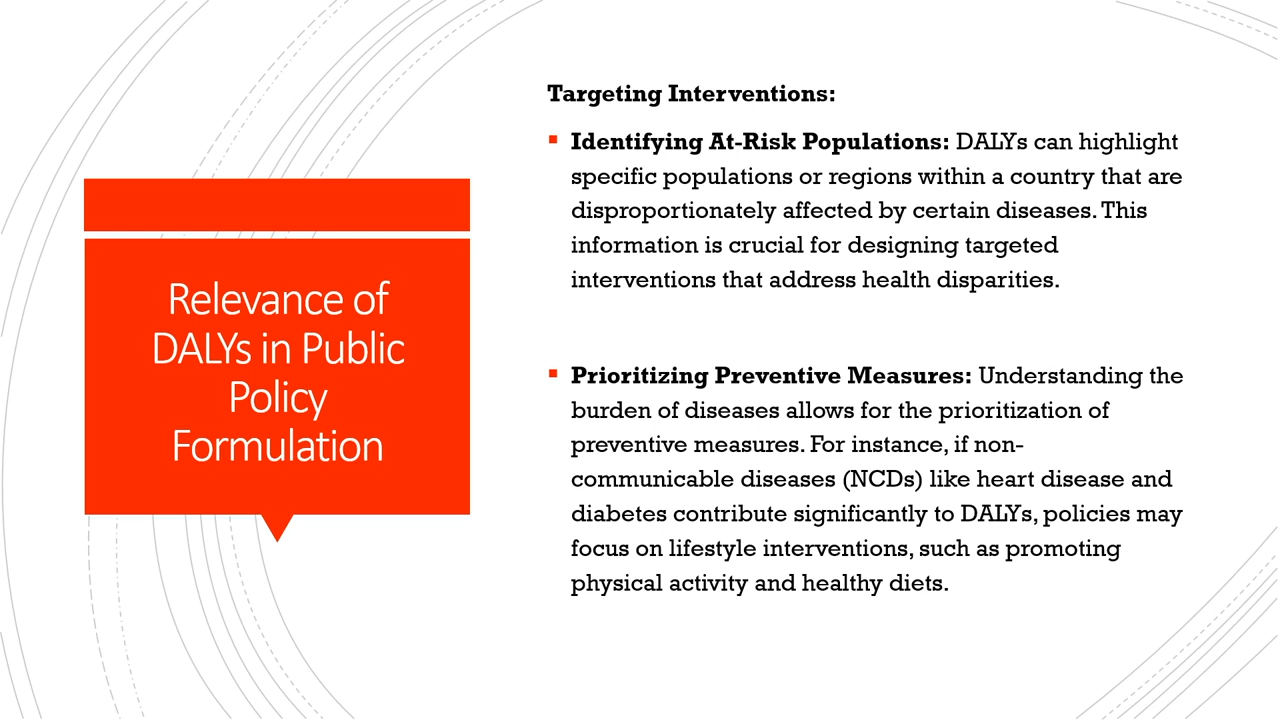 Relevance of
DALYs in Public
Policy
Formulation
Targeting Interventions:
Identifying At-Risk Populations: DALYs can highlight
specific populations or regions within a country that are
disproportionately affected by certain diseases. This
information is crucial for designing targeted
interventions that address health disparities.
Prioritizing Preventive Measures: Understanding the
burden of diseases allows for the prioritization of
preventive measures. For instance, if non-
communicable diseases (NCDs) like heart disease and
diabetes contribute significantly to DALYs, policies may
focus on lifestyle interventions, such as promoting
physical activity and healthy diets.